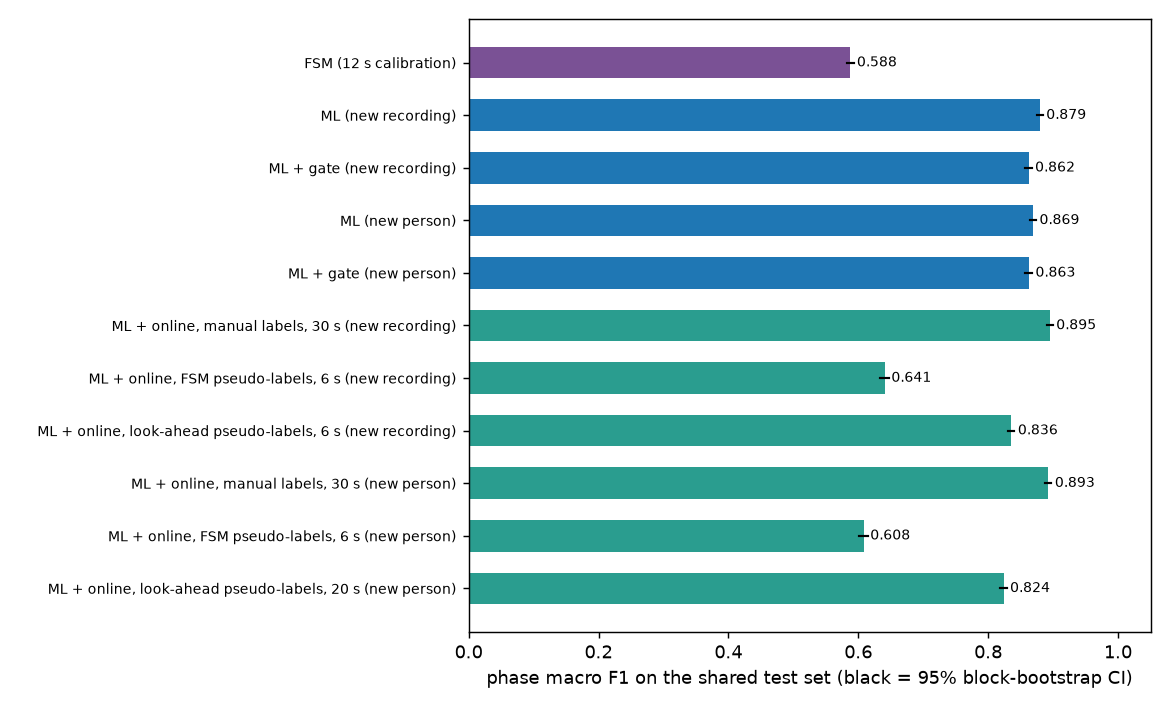 FSM (12 s calibration) 0.588
ML (new recording) 0.879
ML + gate (new recording) 0.862
ML (new person) 0.869
ML + gate (new person) 0.863
ML + online, manual labels, 30 s (new recording) 0.895
ML + online, FSM pseudo-labels, 6 s (new recording) 0.641
ML + online, look-ahead pseudo-labels, 6 s (new recording) 0.836
ML + online, manual labels, 30 s (new person) 0.893
ML + online, FSM pseudo-labels, 6 s (new person) 0.608
ML + online, look-ahead pseudo-labels, 20 s (new person) 0.824
0.0 0.2 0.4 0.6 0.8 1.0
phase macro F1 on the shared test set (black = 95% block-bootstrap CI)